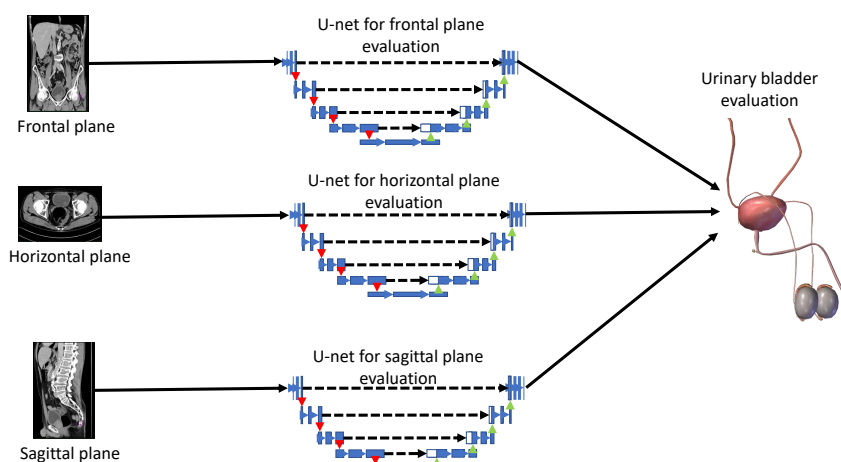 U-net for frontal plane
evaluation
Frontal plane
Urinary bladder
evaluation
U-net for horizontal plane
evaluation
Horizontal plane
U-net for sagittal plane
evaluation
Sagittal plane